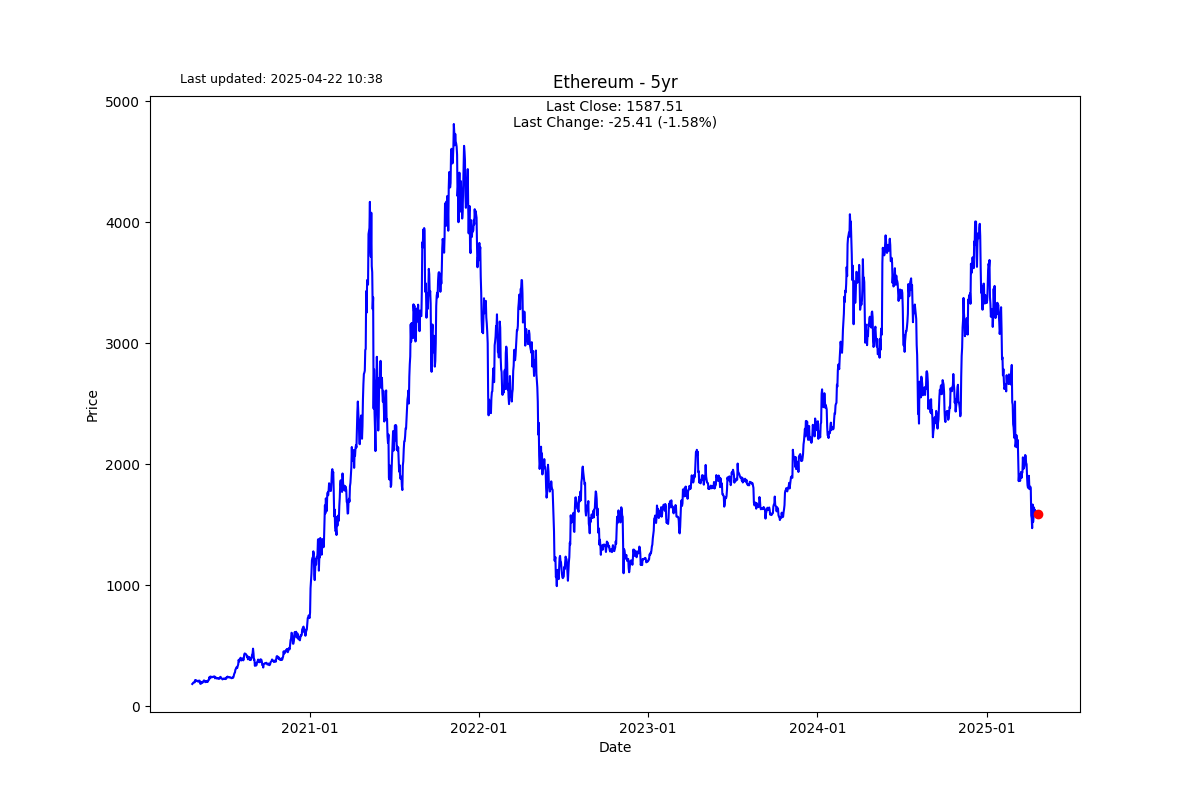 Last updated: 2025-04-22 10:38
Ethereum - 5yr
Last Close: 1587.51
Last Change: -25.41 (-1.58%)
5000
4000
3000
2000
1000
0
Price
2021-01
2022-01
2023-01
2024-01
2025-01
Date